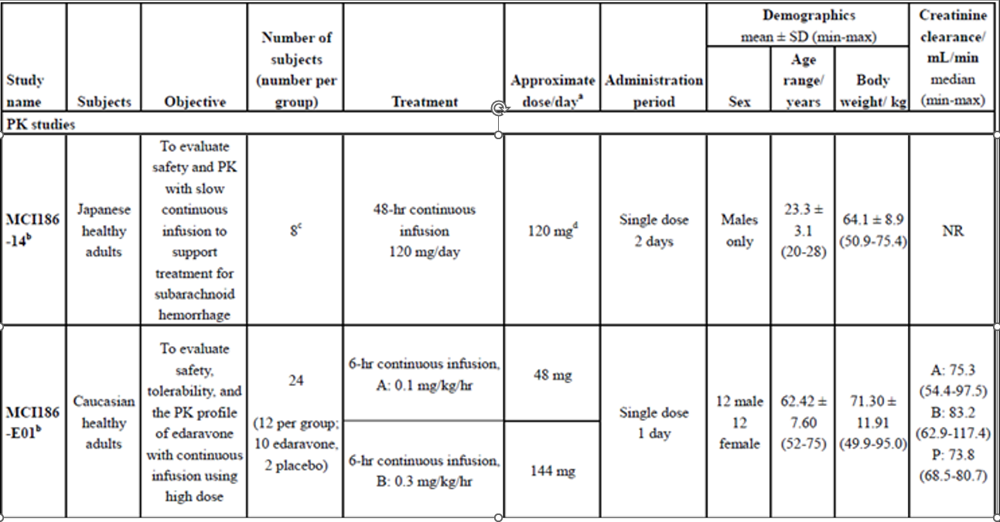 Study name
Subjects
Objective
Number of
subjects
(number per
group)
Treatment
Approximate
dose/dayᵃ
Administration
period
Demographics
mean ± SD (min-max)
Sex
Age
range/
years
Body
weight/ kg
Creatinine
clearance/
mL/min
median
(min-max)
PK studies
MCI186
-14ᵇ
Japanese
healthy
adults
To evaluate
safety and PK
with slow
continuous
infusion to
support
treatment for
subarachnoid
hemorrhage
8ᶜ
48-hr continuous
infusion
120 mg/day
120 mgᵈ
Single dose
2 days
Males
only
23.3 ±
3.1
(20-28)
64.1 ± 8.9
(50.9-75.4)
NR
MCI186
-E01ᵇ
Caucasian
healthy
adults
To evaluate
safety,
tolerability, and
the PK profile
of edaravone
with continuous
infusion using
high dose
24
(12 per group;
10 edaravone,
2 placebo)
6-hr continuous infusion,
A: 0.1 mg/kg/hr
48 mg
6-hr continuous infusion,
B: 0.3 mg/kg/hr
144 mg
Single dose
1 day
12 male
12
female
62.42 ±
7.60
(52-75)
71.30 ±
11.91
(49.9-95.0)
A: 75.3
(54.4-97.5)
B: 83.2
(62.9-117.4)
P: 73.8
(68.5-80.7)